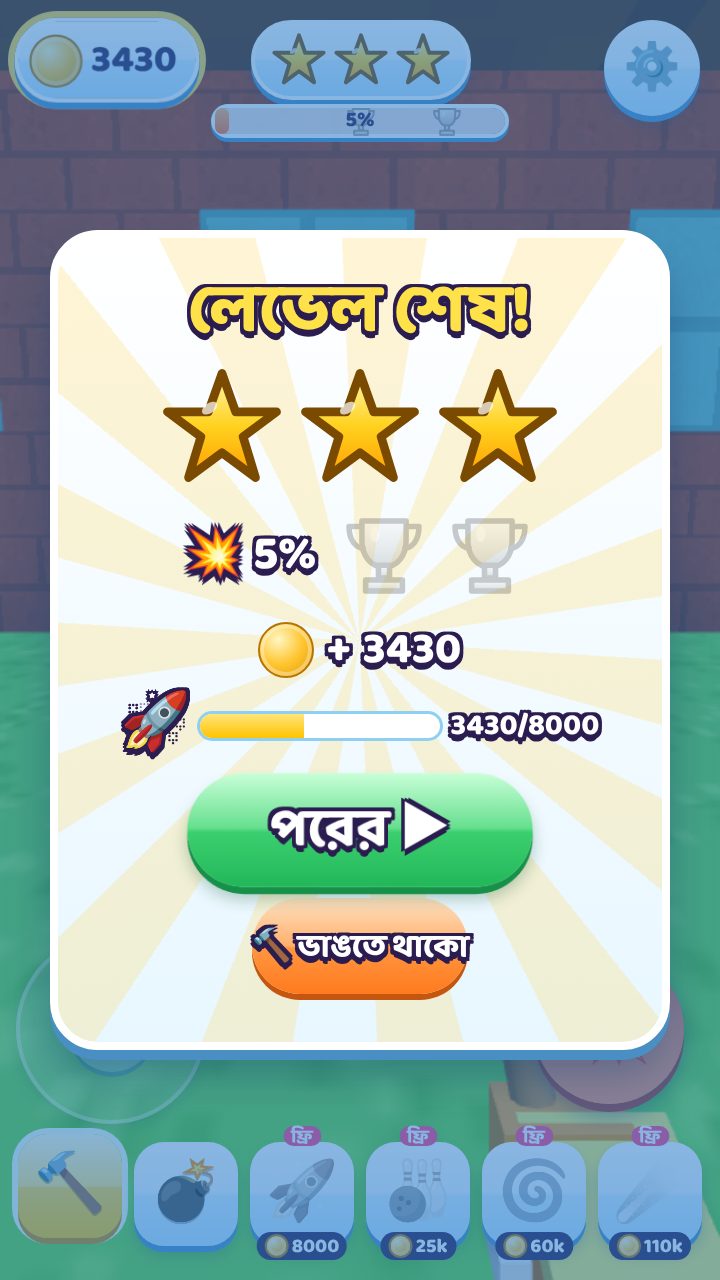 3430
5%
লেভেল শেষ!
5%
+ 3430
3430/8000
পরের
ভাঙতে থাকো
ফ্রি ফ্রি ফ্রি ফ্রি
8000 25k 60k 110k